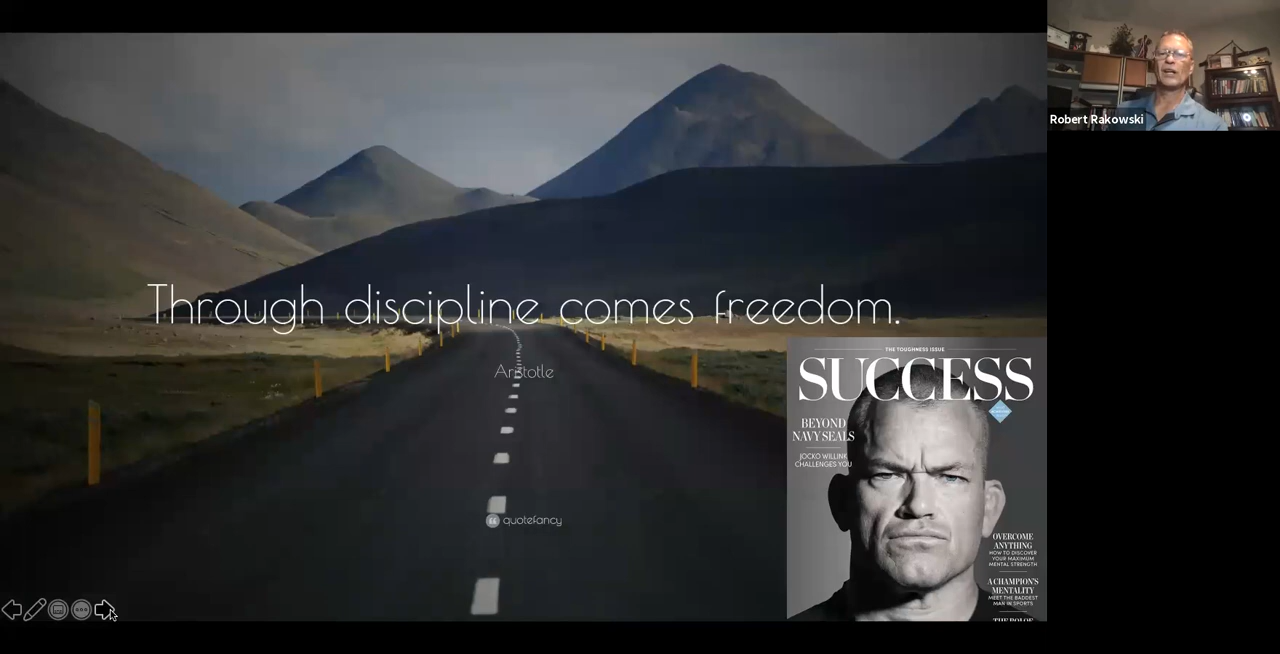 Through discipline comes freedom.
Aristotle
quotefancy
THE TOUGHNESS ISSUE
SUCCESS
BEYOND
NAVY SEALS
JOCKO WILLINK
CHALLENGES YOU
OVERCOME
ANYTHING
HOW TO DISCOVER
YOUR MAXIMUM
MENTAL STRENGTH
A CHAMPION'S
MENTALITY
MEET THE BADDEST
MAN IN SPORTS
Robert Rakowski